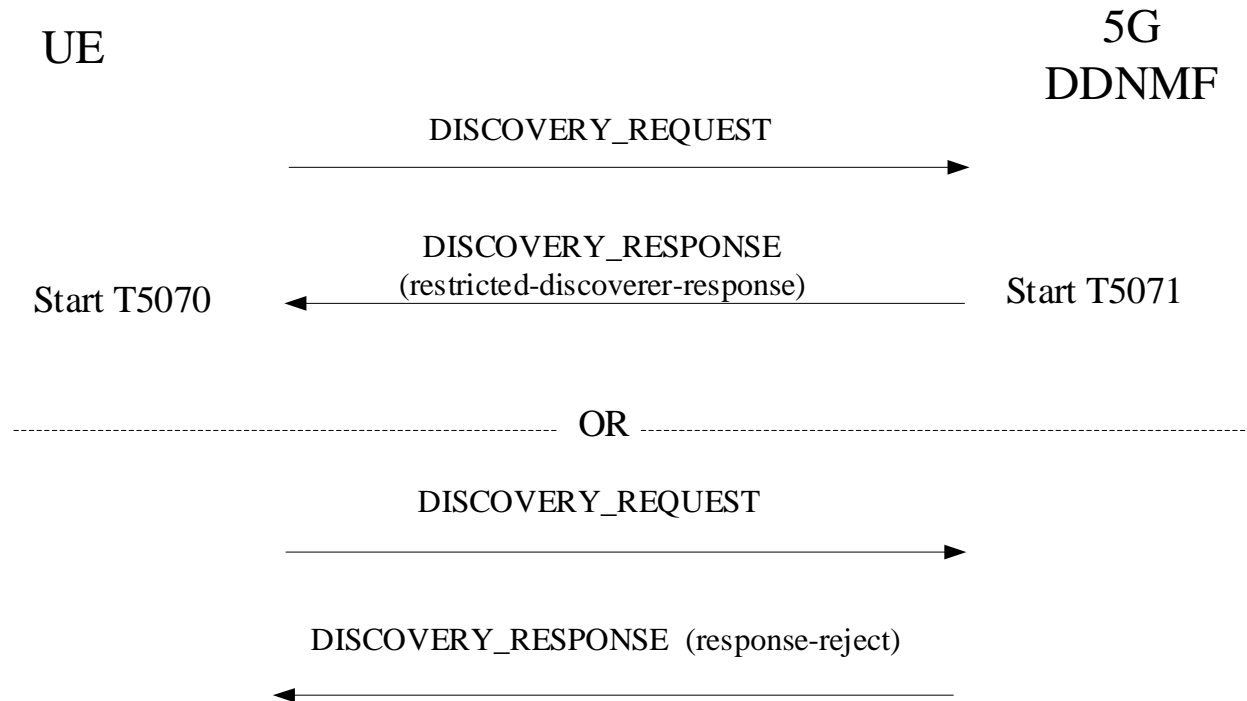 UE
5G
DDNMF
DISCOVERY_REQUEST
DISCOVERY_RESPONSE
(restricted-discoverer-response)
Start T5070
Start T5071
OR
DISCOVERY_REQUEST
DISCOVERY_RESPONSE (response-reject)